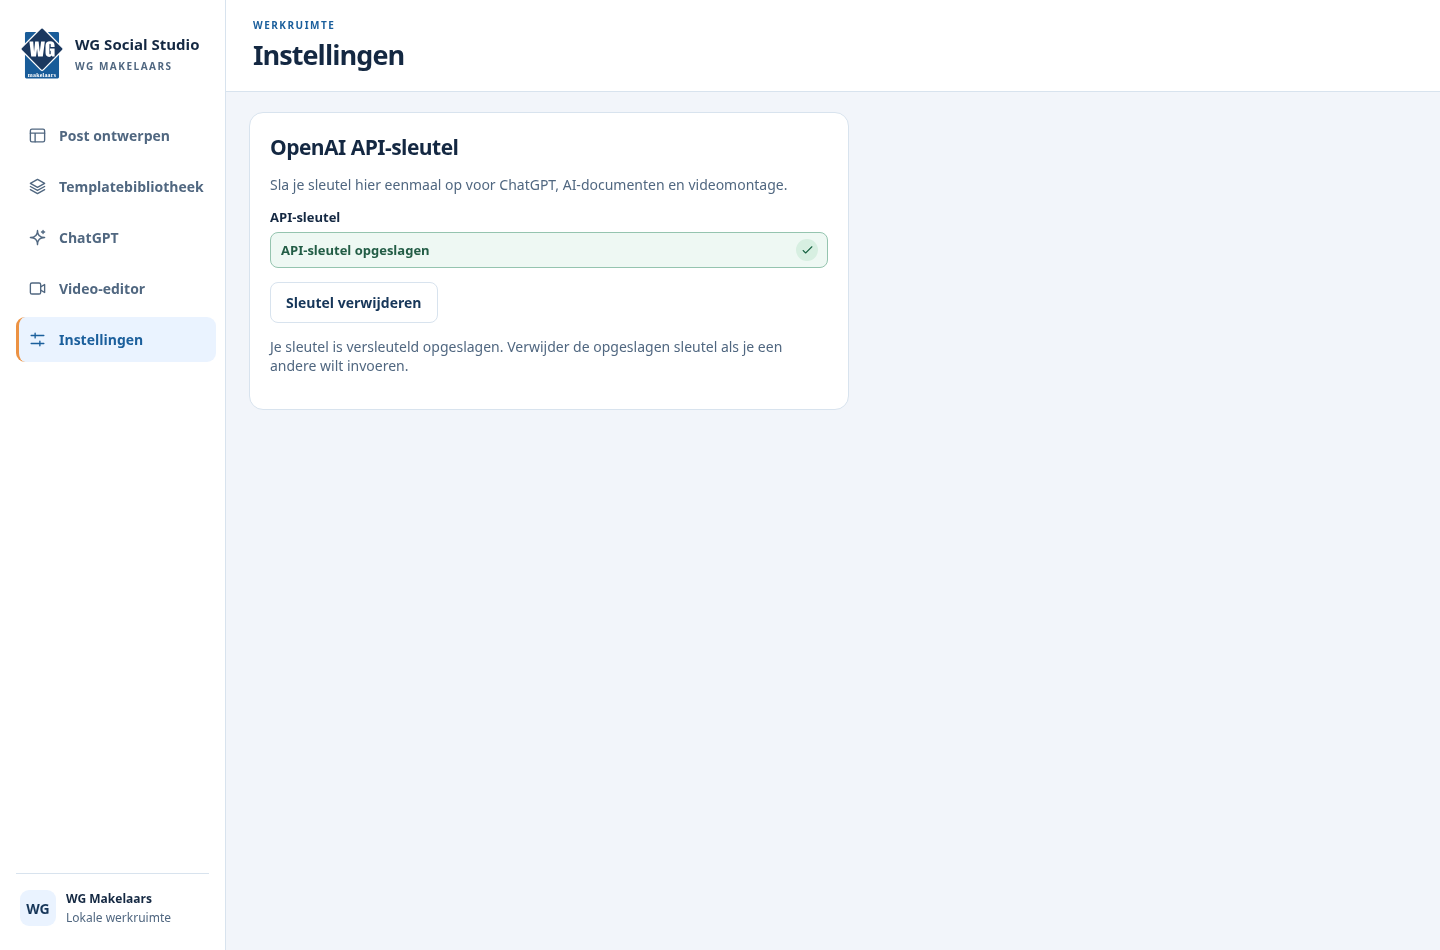 WG
makelaars
WG Social Studio
WG MAKELAARS
Post ontwerpen
Templatebibliotheek
ChatGPT
Video-editor
Instellingen
WG
WG Makelaars
Lokale werkruimte
WERKRUIMTE
Instellingen
OpenAI API-sleutel
Sla je sleutel hier eenmaal op voor ChatGPT, AI-documenten en videomontage.
API-sleutel
API-sleutel opgeslagen
Sleutel verwijderen
Je sleutel is versleuteld opgeslagen. Verwijder de opgeslagen sleutel als je een
andere wilt invoeren.